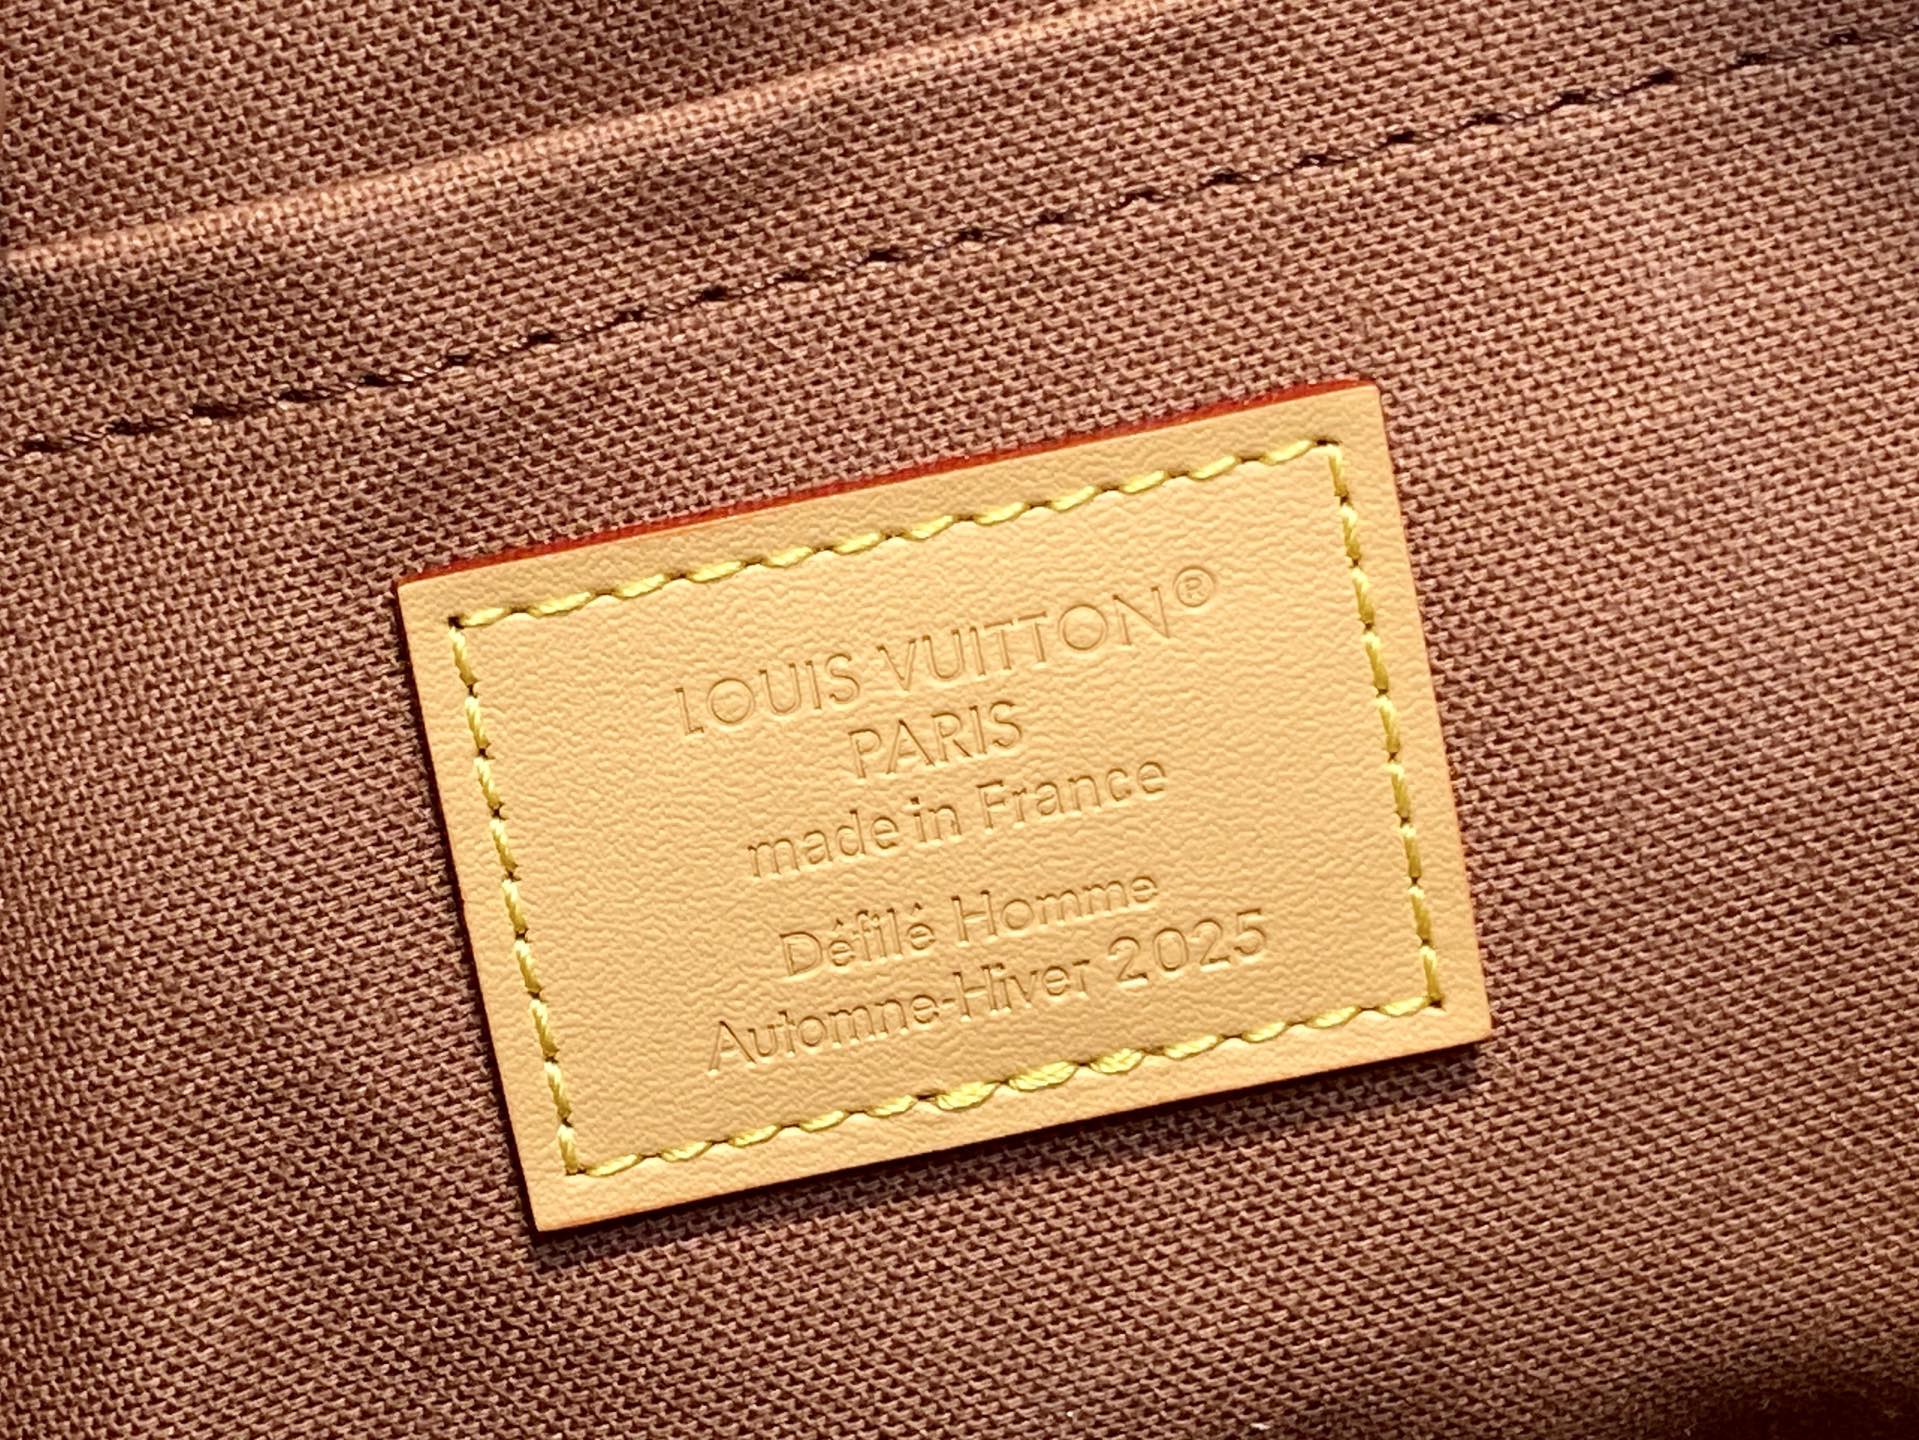 LOUIS VUITTON®
PARIS
made in France
Défilé Homme
Automne-Hiver 2025